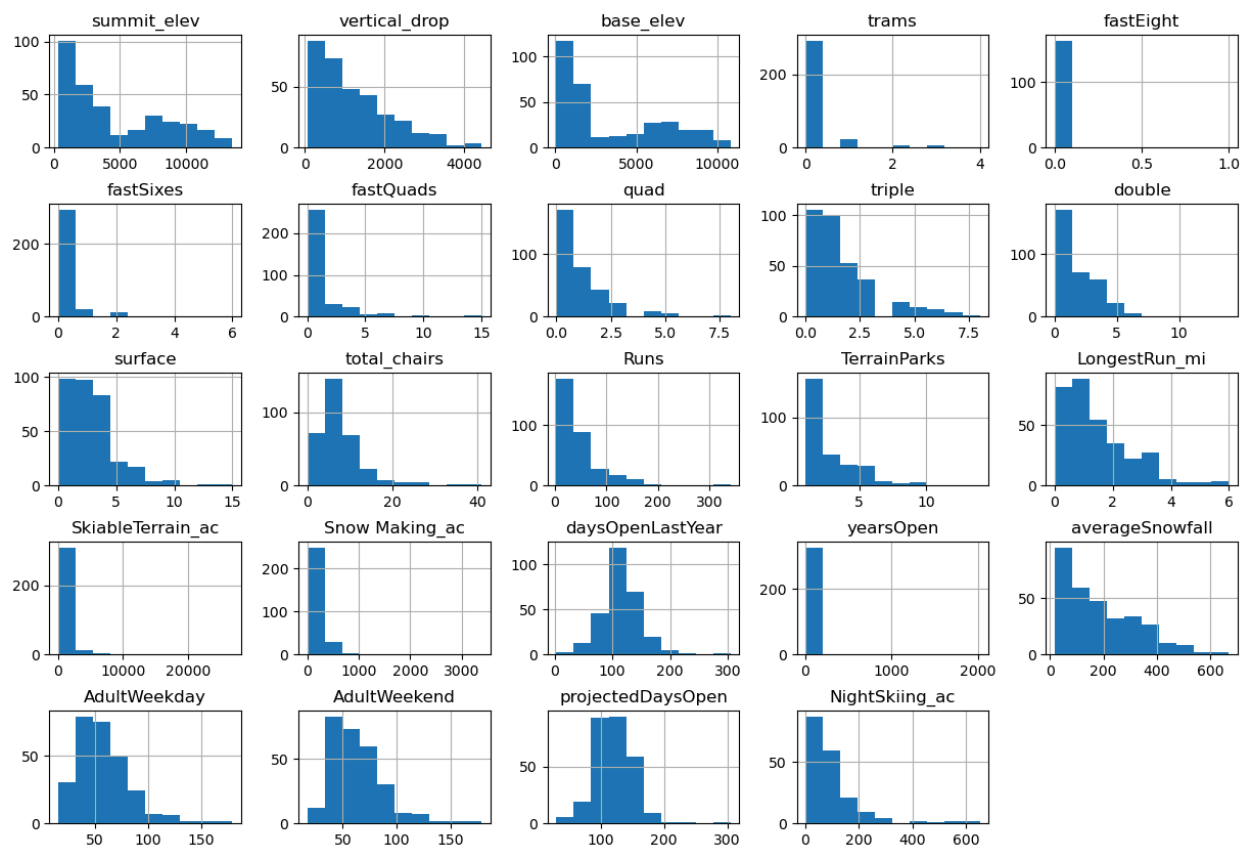 summit_elev vertical_drop base_elev trams fastEight
100 50 0 50 0 100 50 0 200 0 100 0
0 5000 10000 0 2000 4000 0 5000 10000 0 2 4 0.0 0.5 1.0
fastSixes fastQuads quad triple double
200 0 200 100 0 100 0 100 50 0 100 0
0 2 4 6 0 5 10 15 0.0 2.5 5.0 7.5 0.0 2.5 5.0 7.5 0 5 10
surface total_chairs Runs TerrainParks LongestRun_mi
100 50 0 100 0 100 0 100 0 50 0
0 5 10 15 0 20 40 0 100 200 300 5 10 0 2 4 6
SkiableTerrain_ac Snow Making_ac daysOpenLastYear yearsOpen averageSnowfall
200 0 200 100 0 100 50 0 200 0 50 0
0 10000 20000 0 1000 2000 3000 0 100 200 300 0 1000 2000 0 200 400 600
AdultWeekday AdultWeekend projectedDaysOpen NightSkiing_ac
50 0 50 0 50 0 50 0
50 100 150 50 100 150 100 200 300 0 200 400 600